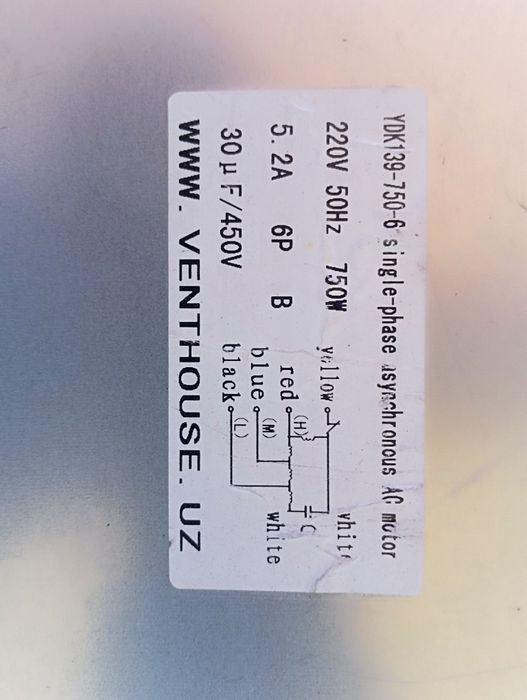 YDK139-750-6 single-phase asynchronous AC motor
220V 50Hz 750W
5.2A 6P B
30μF/450V
yellow
white
red (H)
C
blue (M)
white
black (L)
WWW.VENTHOUSE.UZ